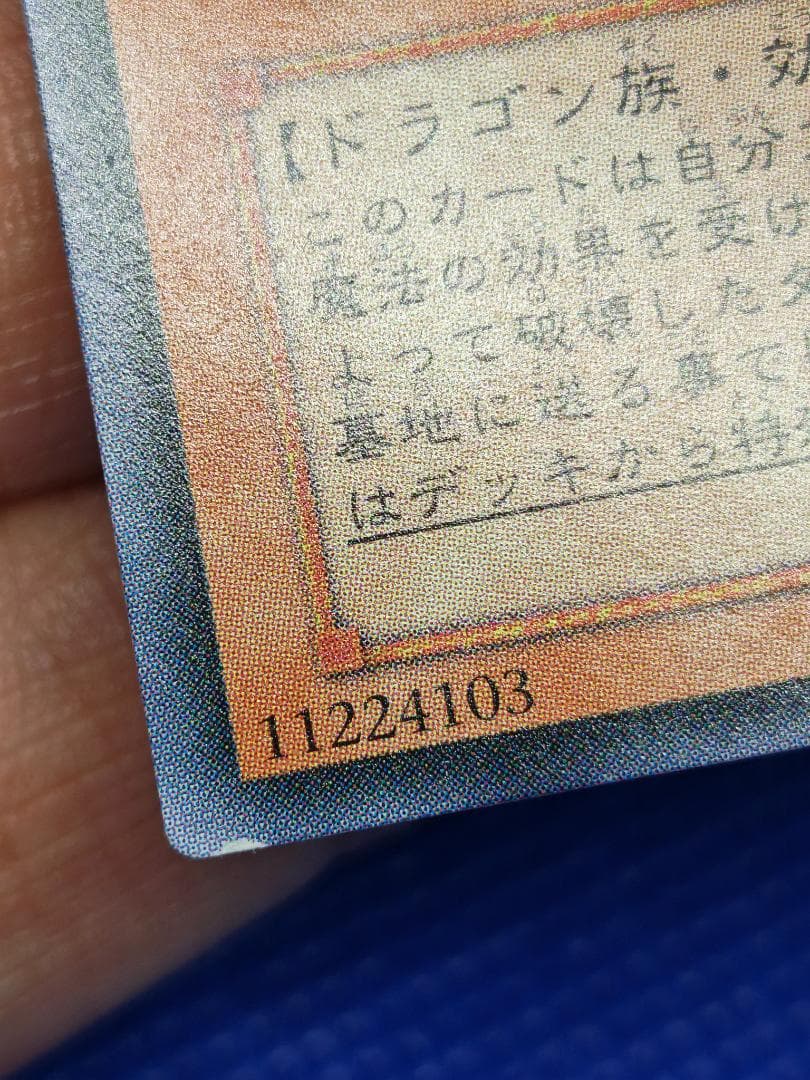 【ドラゴン族・効
このカードは自分
魔法の効果を受け
よって破壊した
墓地に送る事で
はデッキから特
11224103